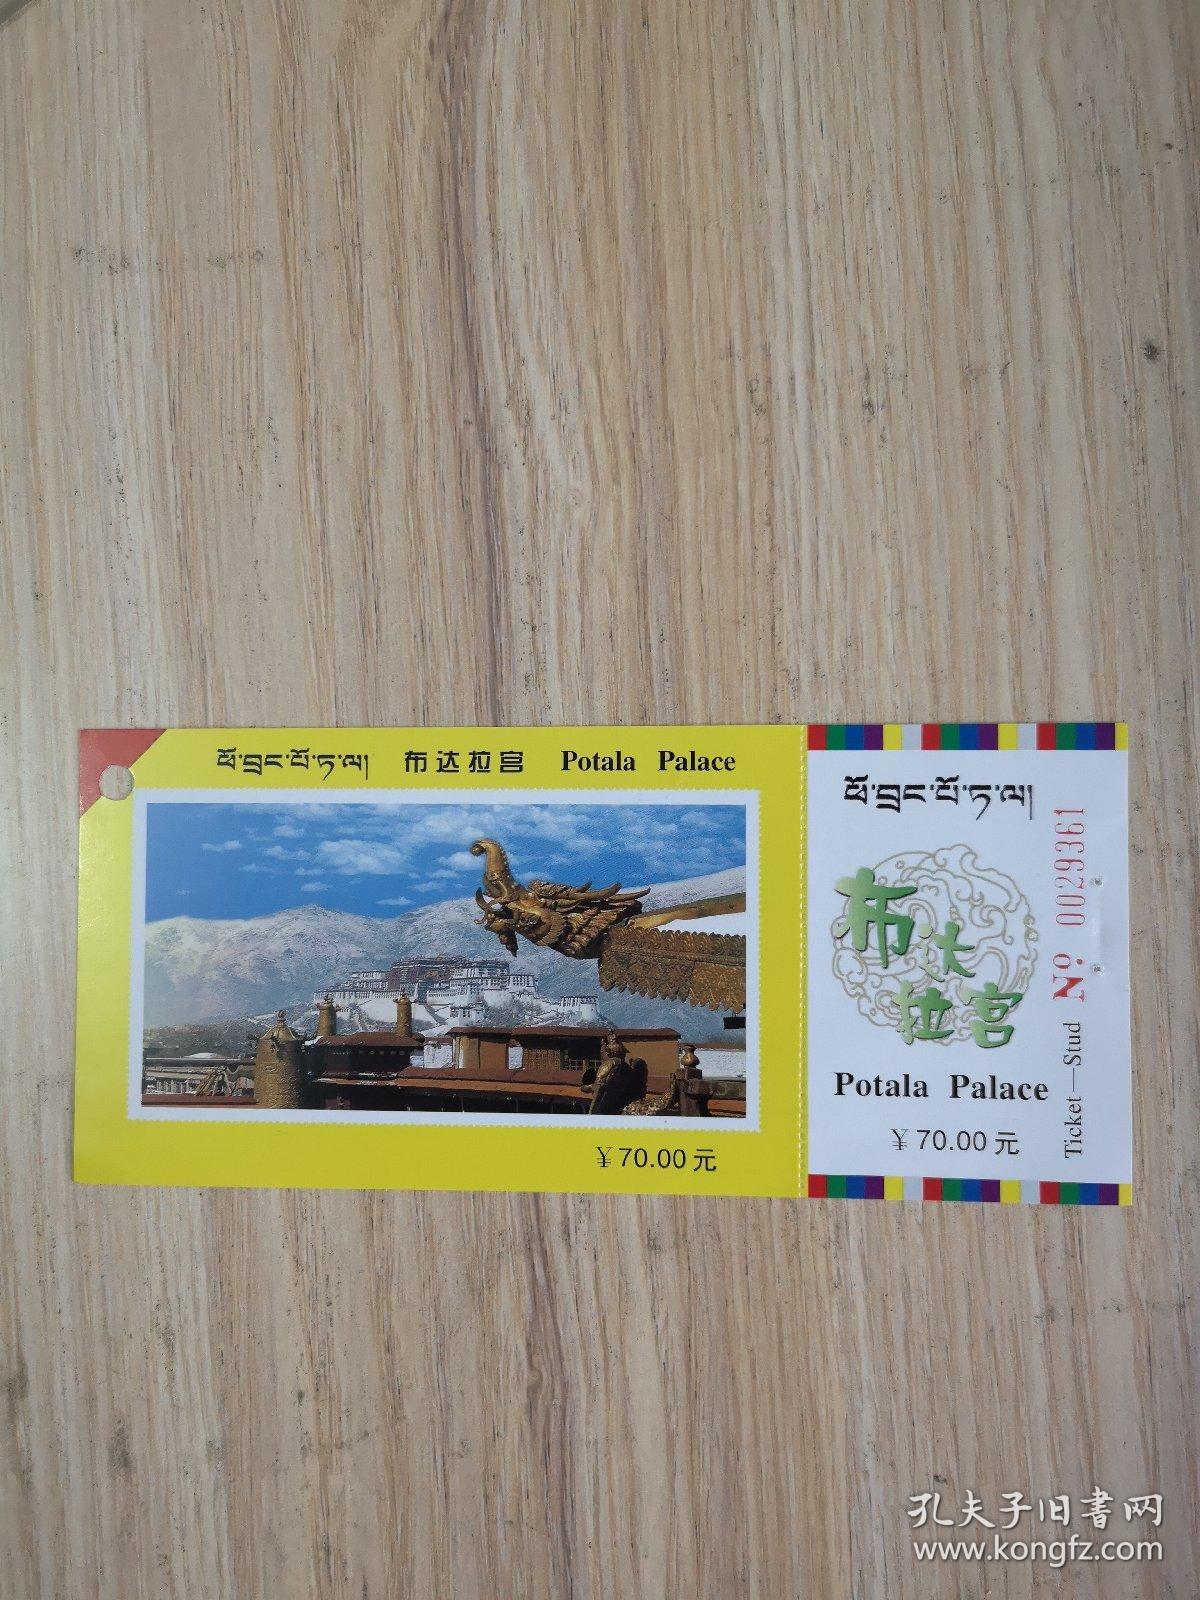 ཕོ་བྲང་པོ་ཏ་ལ། 布达拉宫 Potala Palace
￥70.00元
ཕོ་བྲང་པོ་ཏ་ལ།
布达
拉宫
Potala Palace
￥70.00元
Ticket—Stud No 0029361
孔夫子旧书网
www.kongfz.com